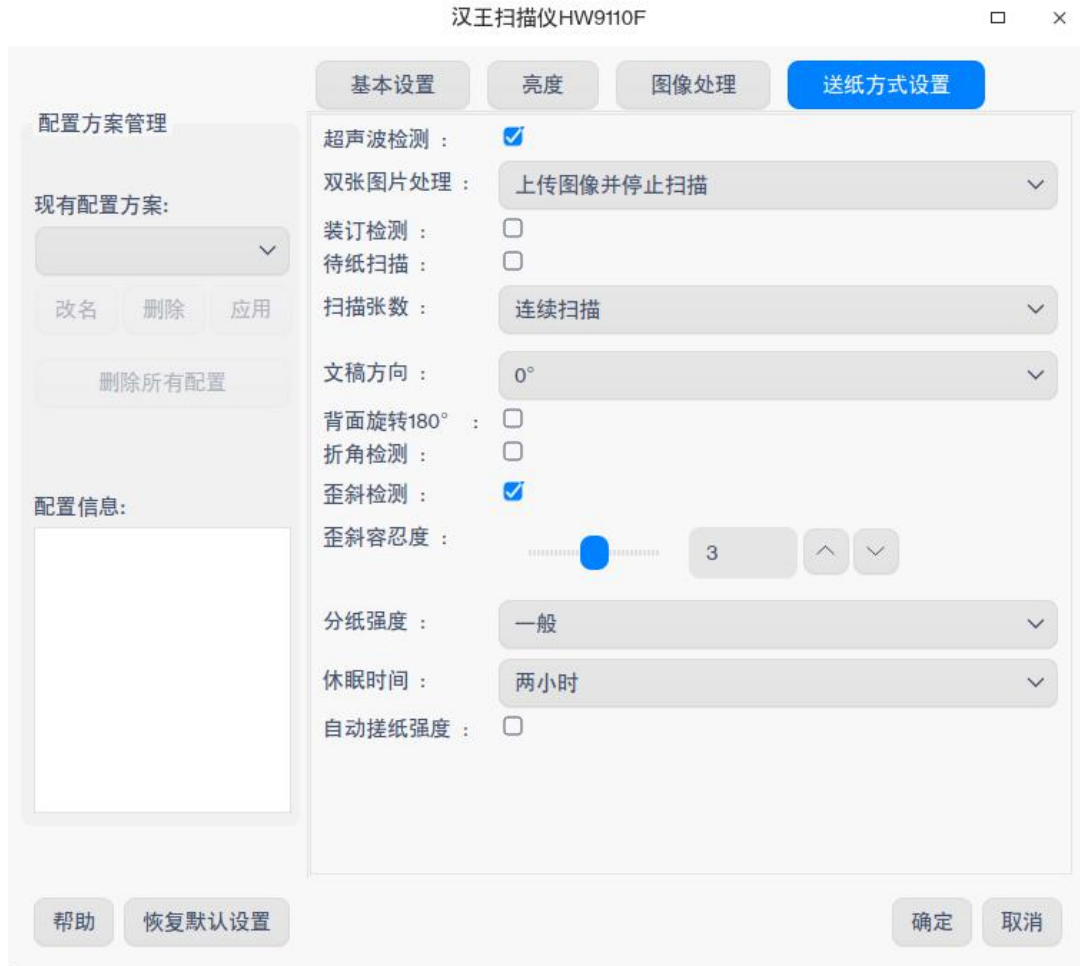 汉王扫描仪HW9110F
基本设置 亮度 图像处理 送纸方式设置
配置方案管理
现有配置方案:
改名 删除 应用
删除所有配置
配置信息:
超声波检测 :
双张图片处理 : 上传图像并停止扫描
装订检测 :
待纸扫描 :
扫描张数 : 连续扫描
文稿方向 : 0°
背面旋转180° :
折角检测 :
歪斜检测 :
歪斜容忍度 : 3
分纸强度 : 一般
休眠时间 : 两小时
自动搓纸强度 :
帮助 恢复默认设置 确定 取消